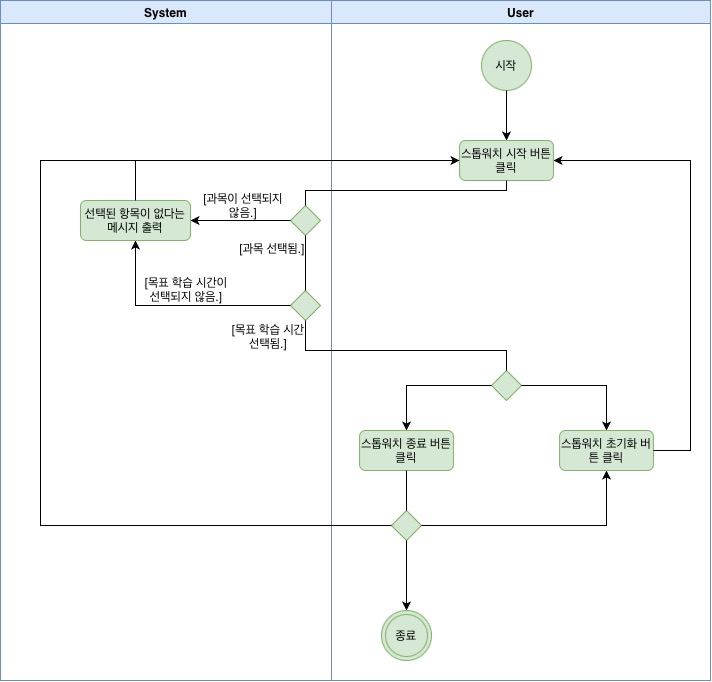 System
User
시작
스톱워치 시작 버튼
클릭
[과목이 선택되지
않음.]
선택된 항목이 없다는
메시지 출력
[과목 선택됨.]
[목표 학습 시간이
선택되지 않음.]
[목표 학습 시간
선택됨.]
스톱워치 종료 버튼
클릭
스톱워치 초기화 버
튼 클릭
종료